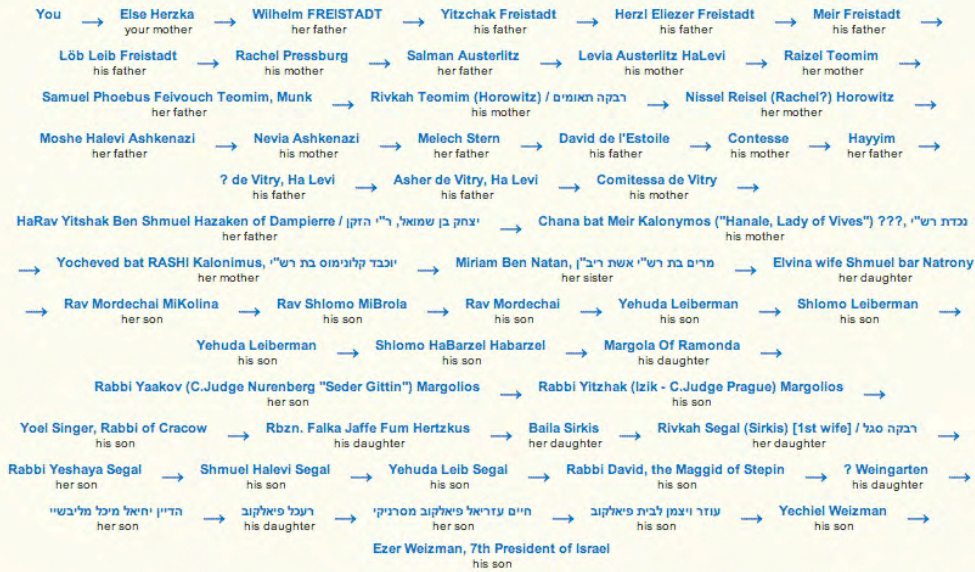 You → Else Herzka → Wilhelm FREISTADT → Yitzchak Freistadt → Herzl Eliezer Freistadt → Meir Freistadt →
your mother her father his father his father his father
Löb Leib Freistadt → Rachel Pressburg → Salman Austerlitz → Levia Austerlitz HaLevi → Raizel Teomim →
his father his mother her father his mother her mother
Samuel Phoebus Feivouch Teomim, Munk → Rivkah Teomim (Horowitz) / רבקה תאומים → Nissel Reisel (Rachel?) Horowitz →
her father his mother her mother
Moshe Halevi Ashkenazi → Nevia Ashkenazi → Melech Stern → David de l'Estoile → Contesse → Hayyim →
her father his mother her father his father his mother her father
? de Vitry, Ha Levi → Asher de Vitry, Ha Levi → Comitessa de Vitry →
his father his father his mother
HaRav Yitshak Ben Shmuel Hazaken of Dampierre / יצחק בן שמואל, ר"י הזקן → Chana bat Meir Kalonymos ("Hanale, Lady of Vives") ???, נכדת רש"י
her father his mother
→ Yocheved bat RASHI Kalonimus, יוכבד קלונימוס בת רש"י → Miriam Ben Natan, מרים בת רש"י אשת ריב"ן → Elvina wife Shmuel bar Natrony
her mother her sister her daughter
→ Rav Mordechai MiKolina → Rav Shlomo MiBrola → Rav Mordechai → Yehuda Leiberman → Shlomo Leiberman →
her son his son his son his son his son
Yehuda Leiberman → Shlomo HaBarzel Habarzel → Margola Of Ramonda →
his son his son his daughter
Rabbi Yaakov (C.Judge Nurenberg "Seder Gittin") Margolios → Rabbi Yitzhak (Izik - C.Judge Prague) Margolios →
her son his son
Yoel Singer, Rabbi of Cracow → Rbzn. Falka Jaffe Fum Hertzkus → Baila Sirkis → Rivkah Segal (Sirkis) [1st wife] / רבקה סגל →
his son his daughter her daughter her daughter
Rabbi Yeshaya Segal → Shmuel Halevi Segal → Yehuda Leib Segal → Rabbi David, the Maggid of Stepin → ? Weingarten →
her son his son his son his son his daughter
הדיין יחיאל מיכל מליבשיי → רעכל פיאלקוב → חיים עזריאל פיאלקוב מסרניקי → עוזר ויצמן לבית פיאלקוב → Yechiel Weizman →
her son his daughter her son his son his son
Ezer Weizman, 7th President of Israel
his son